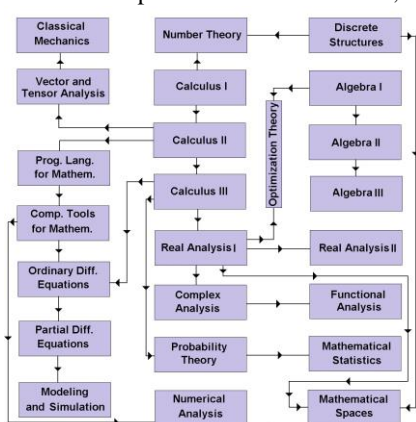 Classical
Mechanics
Number Theory
Discrete
Structures
Vector and
Tensor Analysis
Calculus I
Algebra I
Optimization Theory
Calculus II
Algebra II
Prog. Lang.
for Mathem.
Calculus III
Algebra III
Comp. Tools
for Mathem.
Real Analysis I
Real Analysis II
Ordinary Diff.
Equations
Complex
Analysis
Functional
Analysis
Partial Diff.
Equations
Probability
Theory
Mathematical
Statistics
Modeling
and Simulation
Numerical
Analysis
Mathematical
Spaces